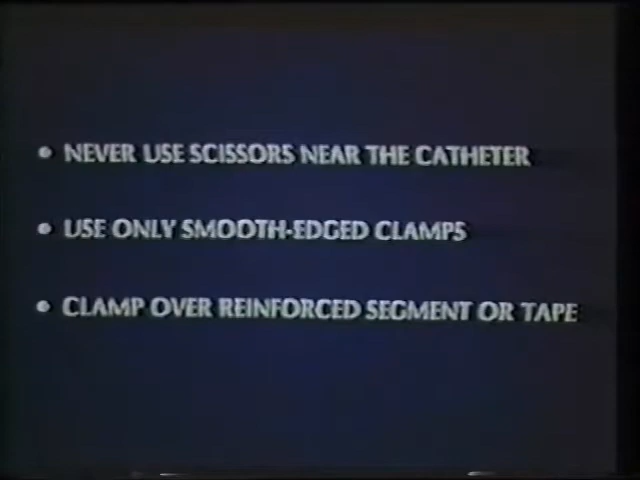 • NEVER USE SCISSORS NEAR THE CATHETER
• USE ONLY SMOOTH-EDGED CLAMPS
• CLAMP OVER REINFORCED SEGMENT OR TAPE